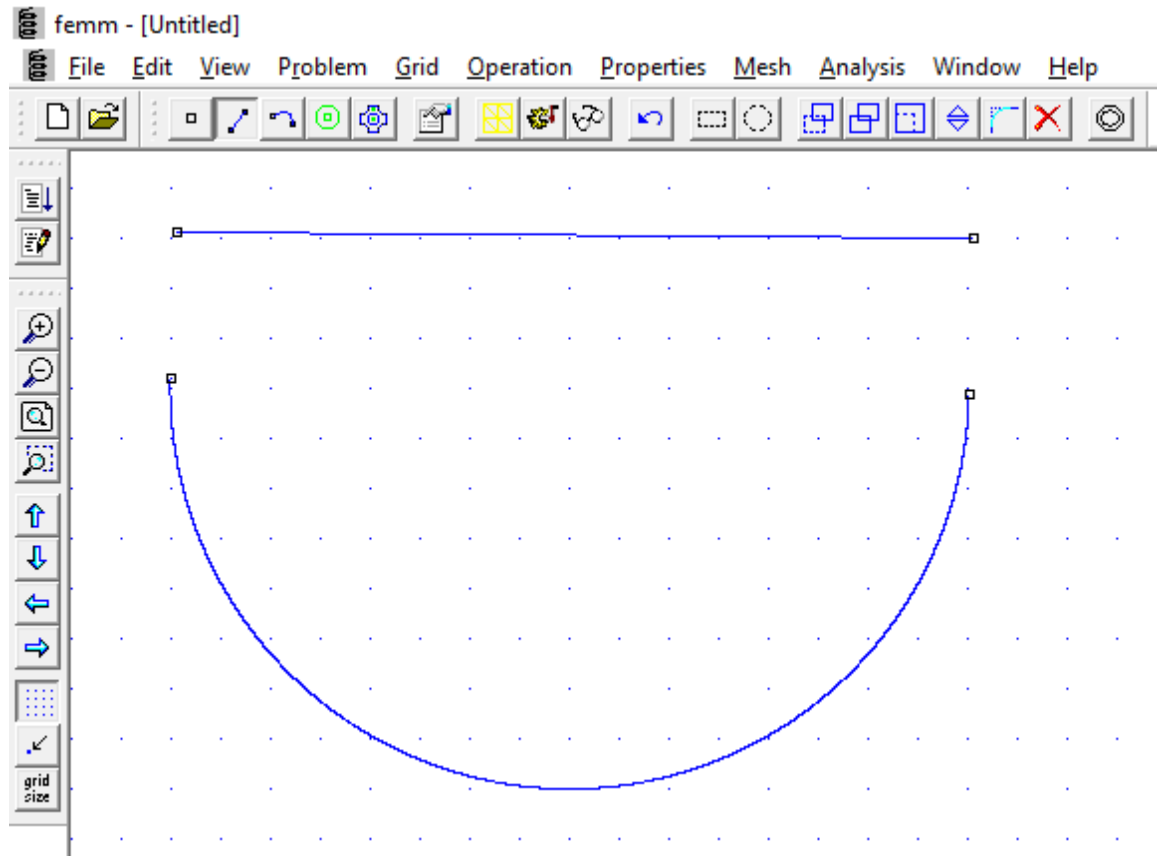 femm - [Untitled]
File Edit View Problem Grid Operation Properties Mesh Analysis Window Help
grid
size